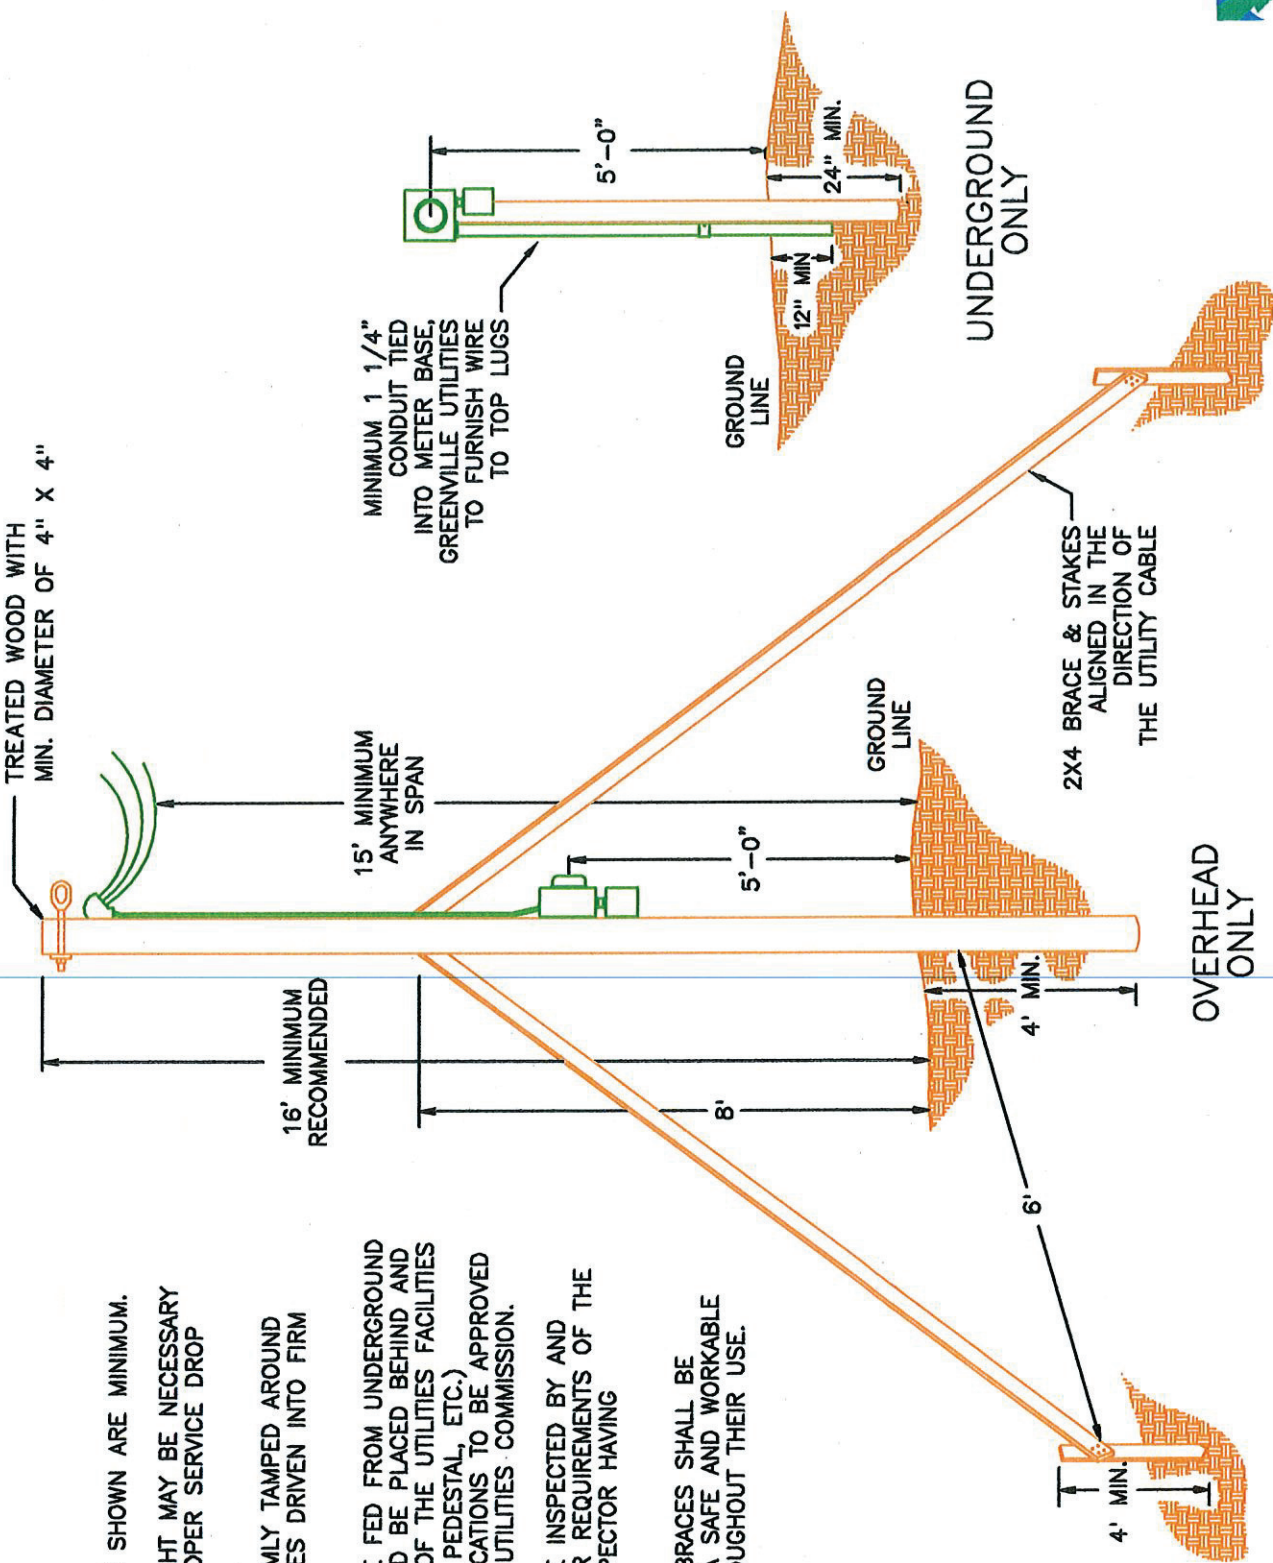 TREATED WOOD WITH
MIN. DIAMETER OF 4" X 4"
15' MINIMUM
ANYWHERE
IN SPAN
16' MINIMUM
RECOMMENDED
8'
5'-0"
GROUND
LINE
4' MIN.
6'
4' MIN.
2X4 BRACE & STAKES
ALIGNED IN THE
DIRECTION OF
THE UTILITY CABLE
OVERHEAD
ONLY
MINIMUM 1 1/4"
CONDUIT TIED
INTO METER BASE,
GREENVILLE UTILITIES
TO FURNISH WIRE
TO TOP LUGS
5'-0"
GROUND
LINE
12" MIN
24" MIN.
UNDERGROUND
ONLY
SHOWN ARE MINIMUM.
HT MAY BE NECESSARY
OPER SERVICE DROP
MLY TAMPED AROUND
ES DRIVEN INTO FIRM
FED FROM UNDERGROUND
D BE PLACED BEHIND AND
OF THE UTILITIES FACILITIES
PEDESTAL, ETC.)
CATIONS TO BE APPROVED
UTILITIES COMMISSION.
INSPECTED BY AND
R REQUIREMENTS OF THE
PECTOR HAVING
BRACES SHALL BE
A SAFE AND WORKABLE
OUGHOUT THEIR USE.